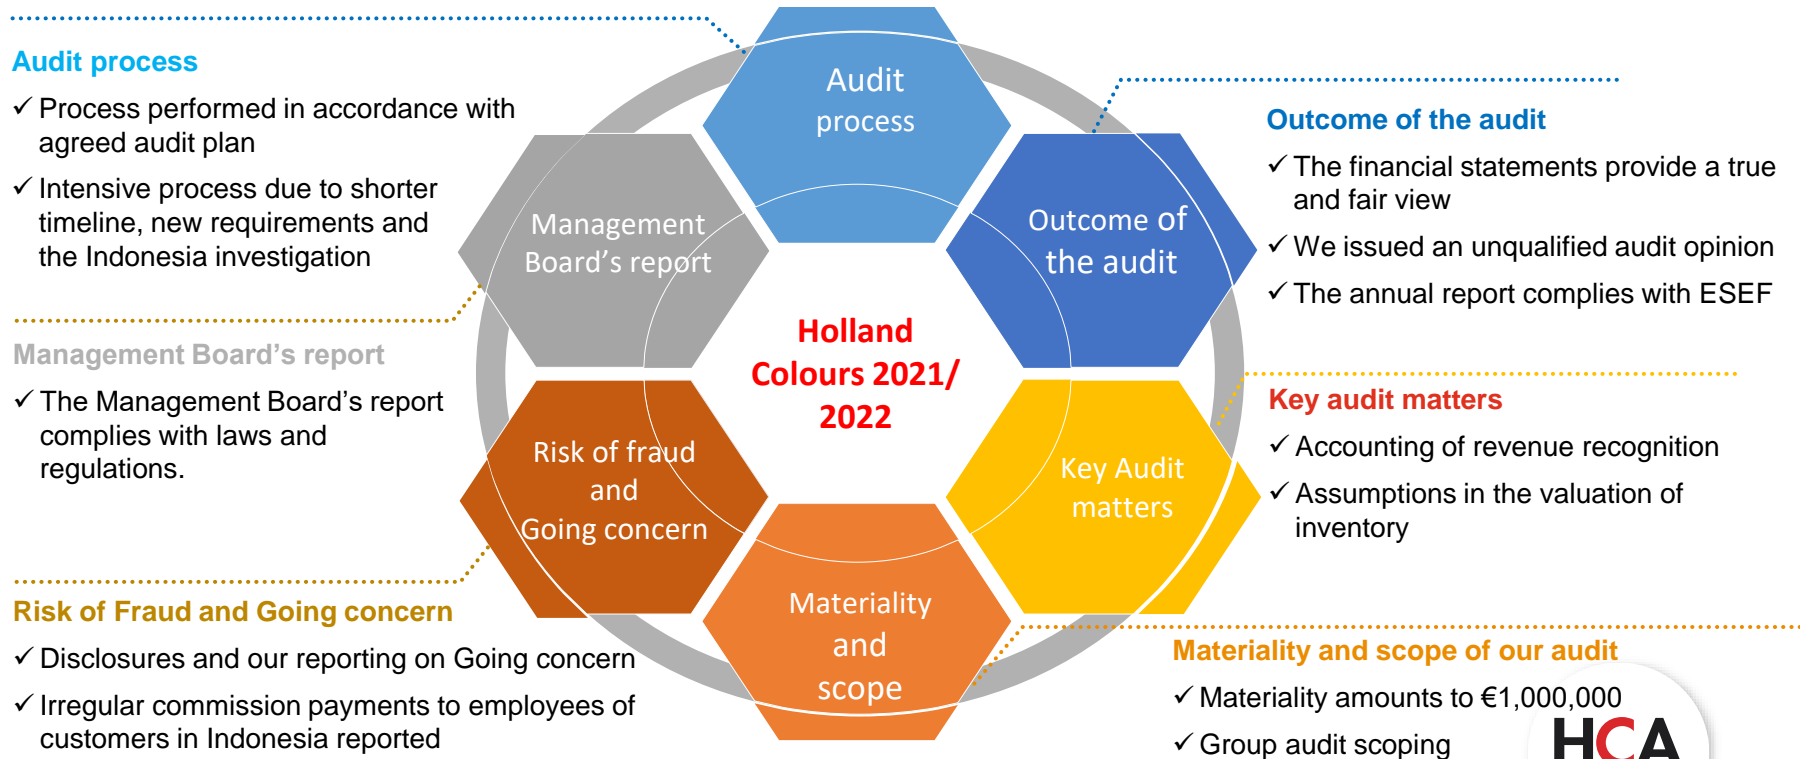 Audit process
✓ Process performed in accordance with
agreed audit plan
✓ Intensive process due to shorter
timeline, new requirements and
the Indonesia investigation
Management Board's report
✓ The Management Board's report
complies with laws and
regulations.
Risk of Fraud and Going concern
✓ Disclosures and our reporting on Going concern
✓ Irregular commission payments to employees of
customers in Indonesia reported
Audit
process
Management
Board's report
Outcome of
the audit
Holland
Colours 2021/
2022
Risk of fraud
and
Going concern
Key Audit
matters
Materiality
and
scope
Outcome of the audit
✓ The financial statements provide a true
and fair view
✓ We issued an unqualified audit opinion
✓ The annual report complies with ESEF
Key audit matters
✓ Accounting of revenue recognition
✓ Assumptions in the valuation of
inventory
Materiality and scope of our audit
✓ Materiality amounts to €1,000,000
✓ Group audit scoping
HCA